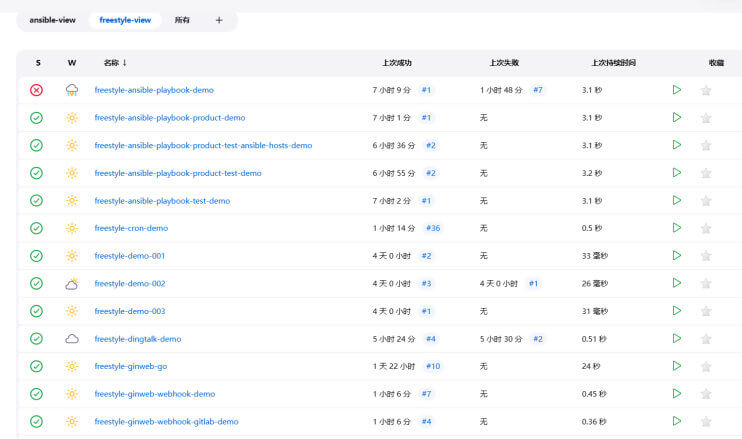 ansible-view freestyle-view 所有 +
S W 名称 ↓ 上次成功 上次失败 上次持续时间 收藏
freestyle-ansible-playbook-demo 7 小时 9 分 #1 1 小时 48 分 #7 3.1 秒
freestyle-ansible-playbook-product-demo 7 小时 1 分 #1 无 3.1 秒
freestyle-ansible-playbook-product-test-ansible-hosts-demo 6 小时 36 分 #2 无 3.1 秒
freestyle-ansible-playbook-product-test-demo 6 小时 55 分 #2 无 3.2 秒
freestyle-ansible-playbook-test-demo 7 小时 2 分 #1 无 3.1 秒
freestyle-cron-demo 1 小时 14 分 #36 无 0.5 秒
freestyle-demo-001 4 天 0 小时 #2 无 33 毫秒
freestyle-demo-002 4 天 0 小时 #3 4 天 0 小时 #1 26 毫秒
freestyle-demo-003 4 天 0 小时 #1 无 31 毫秒
freestyle-dingtalk-demo 5 小时 24 分 #4 5 小时 30 分 #2 0.51 秒
freestyle-ginweb-go 1 天 22 小时 #10 无 24 秒
freestyle-ginweb-webhook-demo 1 小时 6 分 #7 无 0.45 秒
freestyle-ginweb-webhook-gitlab-demo 1 小时 6 分 #4 无 0.36 秒